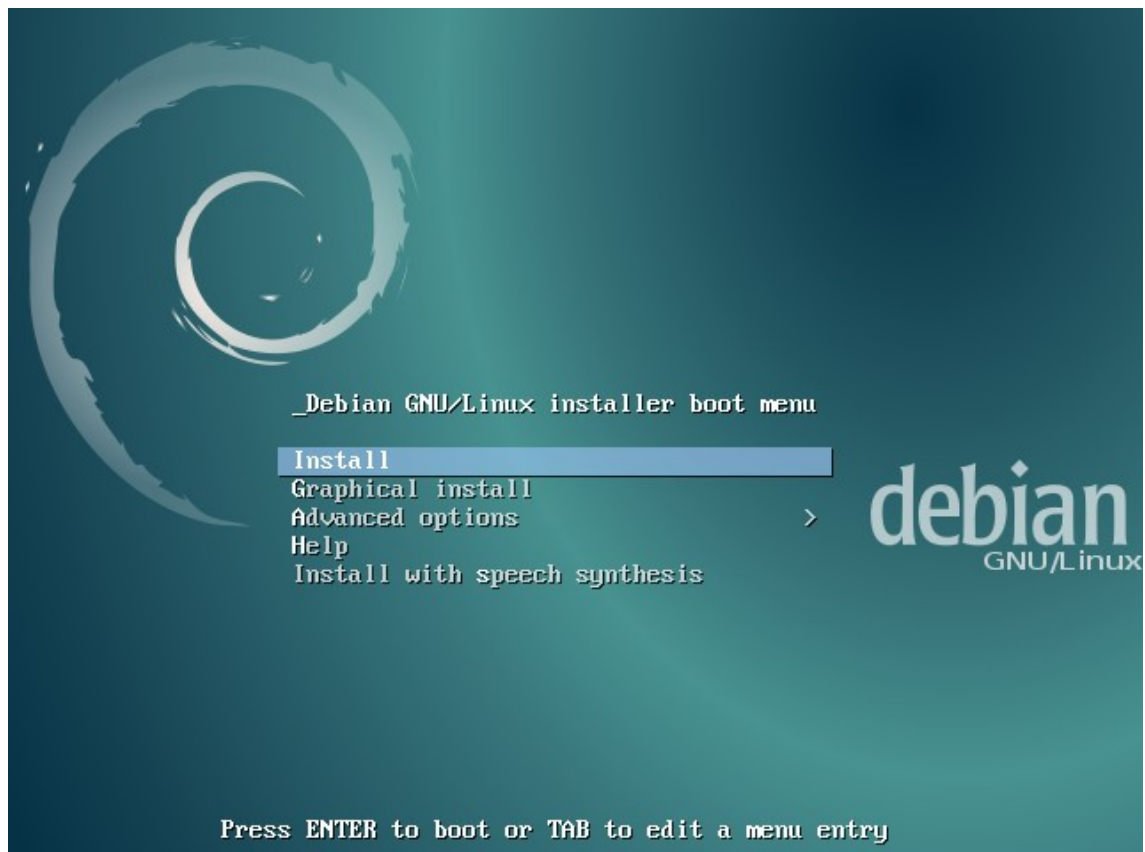 _Debian GNU/Linux installer boot menu
Install
Graphical install
Advanced options >
Help
Install with speech synthesis
debian
GNU/Linux
Press ENTER to boot or TAB to edit a menu entry